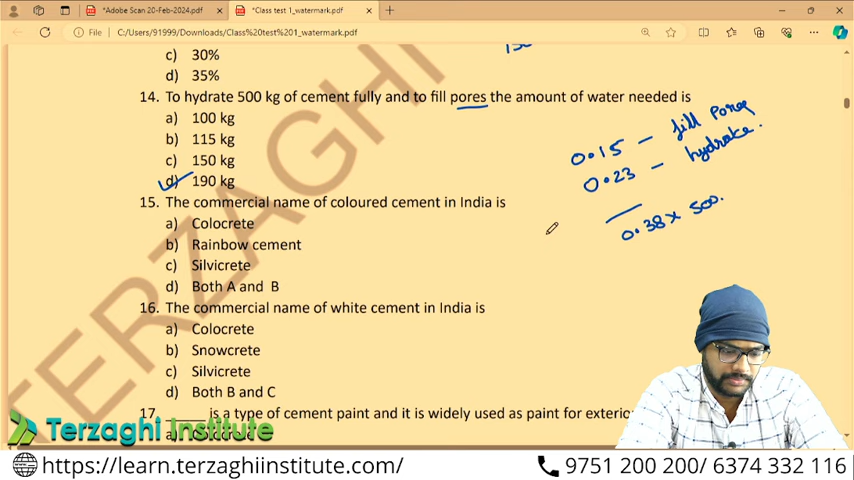 *Adobe Scan 20-Feb-2024.pdf
*Class test 1_watermark.pdf
File
C:/Users/91999/Downloads/Class%20test%201_watermark.pdf
c) 30%
d) 35%
14. To hydrate 500 kg of cement fully and to fill pores the amount of water needed is
a) 100 kg
b) 115 kg
c) 150 kg
d) 190 kg
0.15 — fill pores
0.23 — hydrate.
0.38 x 500.
15. The commercial name of coloured cement in India is
a) Colocrete
b) Rainbow cement
c) Silvicrete
d) Both A and B
16. The commercial name of white cement in India is
a) Colocrete
b) Snowcrete
c) Silvicrete
d) Both B and C
17. _____ is a type of cement paint and it is widely used as paint for exterio
a)
TERZAGHI
Terzaghi Institute
https://learn.terzaghiinstitute.com/
9751 200 200/ 6374 332 116